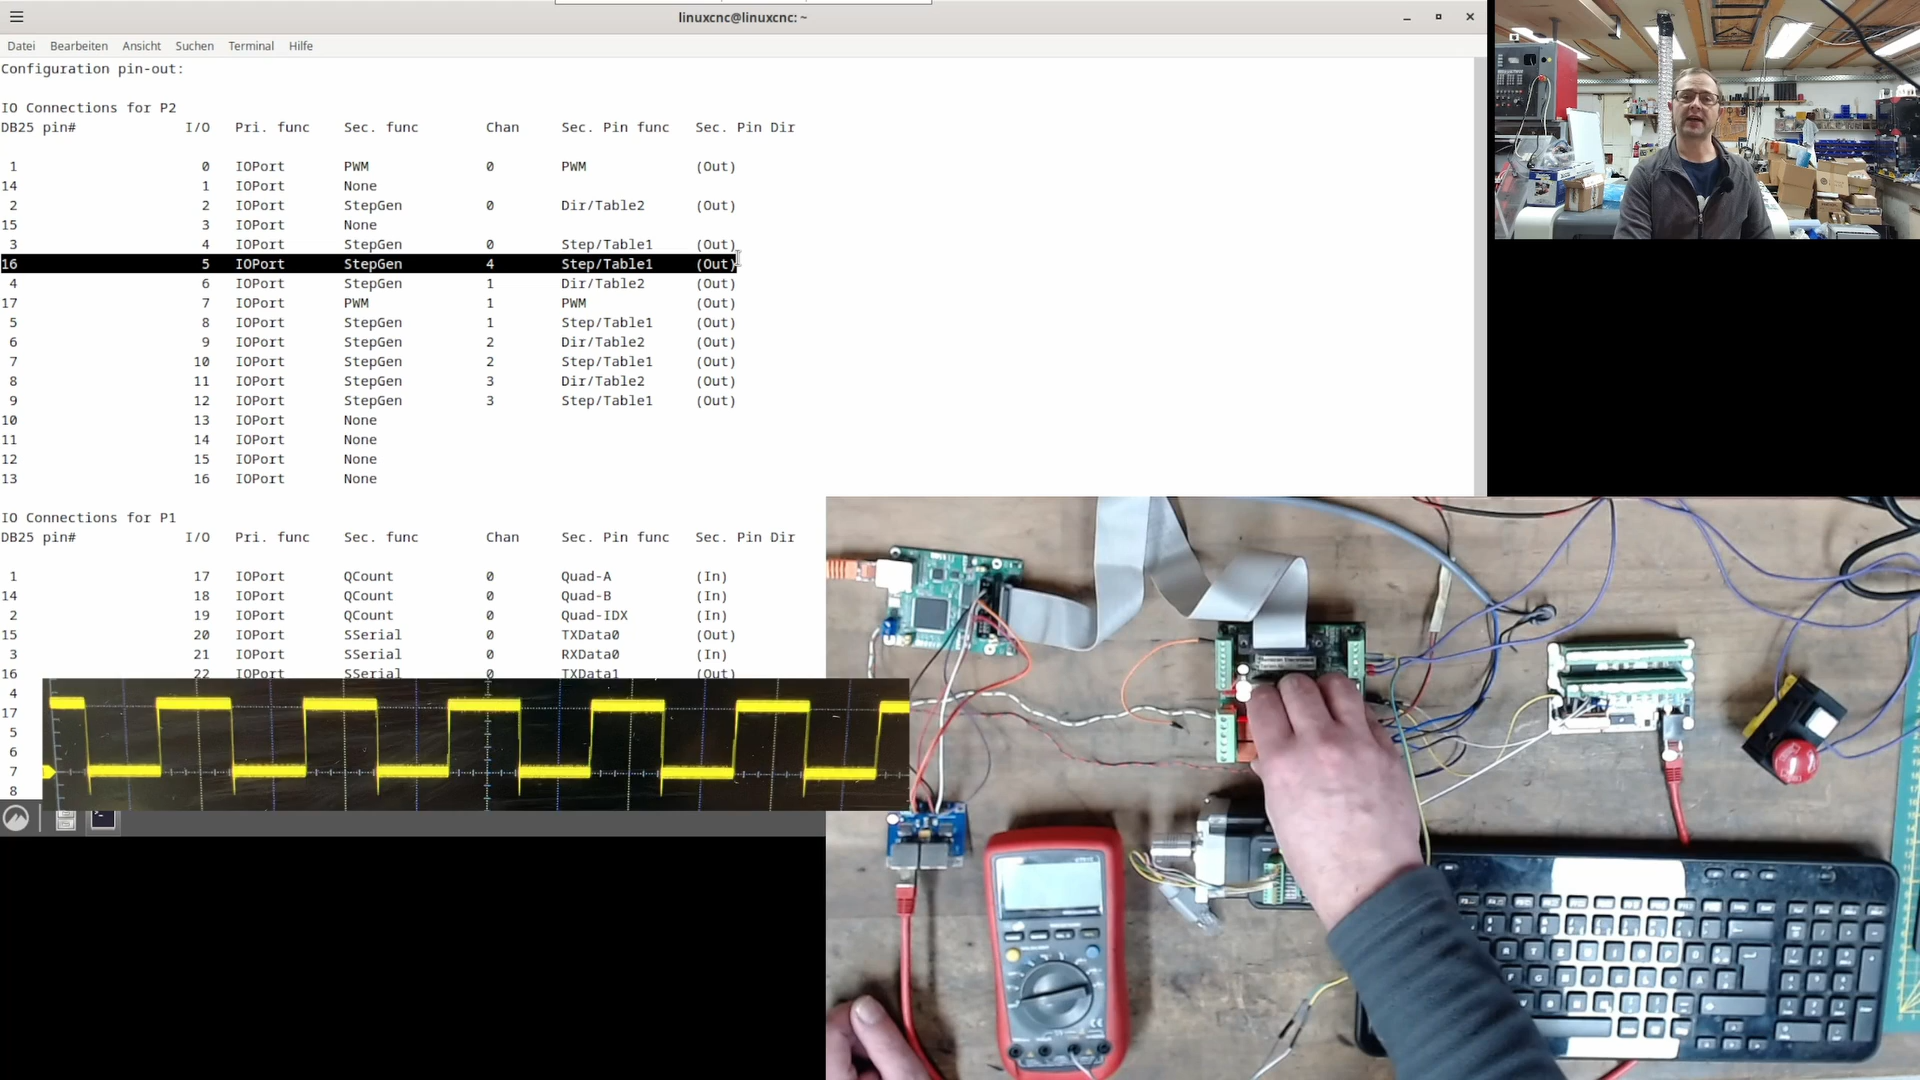 linuxcnc@linuxcnc: ~
Datei Bearbeiten Ansicht Suchen Terminal Hilfe
Configuration pin-out:
IO Connections for P2
DB25 pin# I/O Pri. func Sec. func Chan Sec. Pin func Sec. Pin Dir
1 0 IOPort PWM 0 PWM (Out)
14 1 IOPort None
2 2 IOPort StepGen 0 Dir/Table2 (Out)
15 3 IOPort None
3 4 IOPort StepGen 0 Step/Table1 (Out)
16 5 IOPort StepGen 4 Step/Table1 (Out)
4 6 IOPort StepGen 1 Dir/Table2 (Out)
17 7 IOPort PWM 1 PWM (Out)
5 8 IOPort StepGen 1 Step/Table1 (Out)
6 9 IOPort StepGen 2 Dir/Table2 (Out)
7 10 IOPort StepGen 2 Step/Table1 (Out)
8 11 IOPort StepGen 3 Dir/Table2 (Out)
9 12 IOPort StepGen 3 Step/Table1 (Out)
10 13 IOPort None
11 14 IOPort None
12 15 IOPort None
13 16 IOPort None
IO Connections for P1
DB25 pin# I/O Pri. func Sec. func Chan Sec. Pin func Sec. Pin Dir
1 17 IOPort QCount 0 Quad-A (In)
14 18 IOPort QCount 0 Quad-B (In)
2 19 IOPort QCount 0 Quad-IDX (In)
15 20 IOPort SSerial 0 TXData0 (Out)
3 21 IOPort SSerial 0 RXData0 (In)
16 22 IOPort SSerial 0 TXData1 (Out)
4
17
5
6
7
8